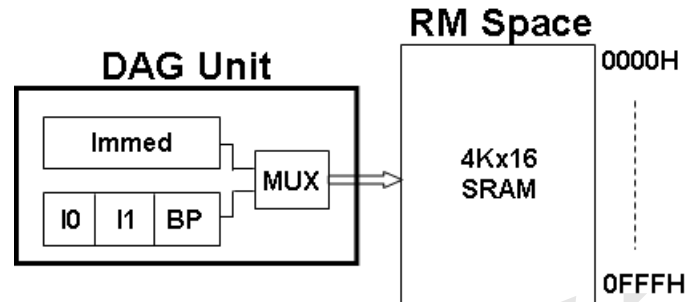 RM Space
DAG Unit
0000H
Immed
MUX
4Kx16
SRAM
I0 I1 BP
0FFFH